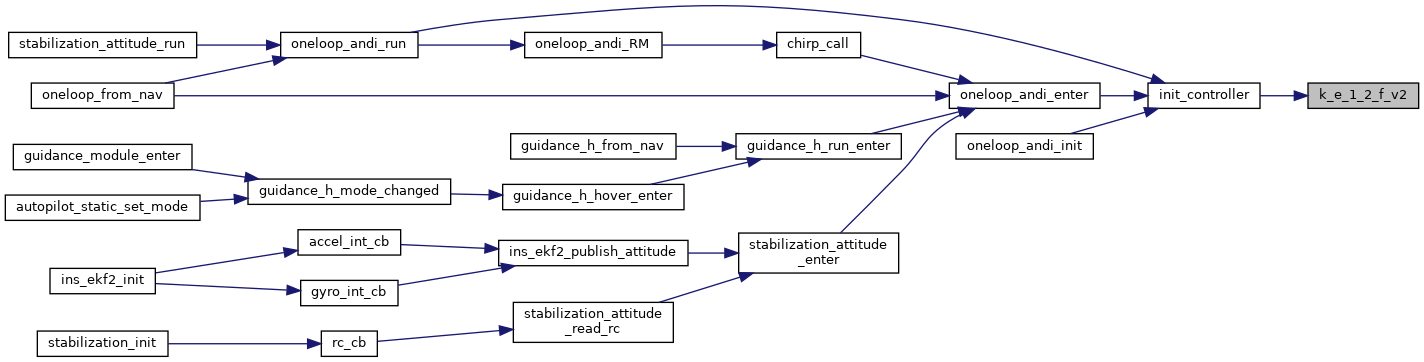 stabilization_attitude_run
oneloop_andi_run
oneloop_andi_RM
chirp_call
oneloop_from_nav
oneloop_andi_enter
init_controller
k_e_1_2_f_v2
guidance_module_enter
guidance_h_from_nav
guidance_h_run_enter
oneloop_andi_init
autopilot_static_set_mode
guidance_h_mode_changed
guidance_h_hover_enter
accel_int_cb
ins_ekf2_publish_attitude
stabilization_attitude
_enter
ins_ekf2_init
gyro_int_cb
stabilization_attitude
_read_rc
stabilization_init
rc_cb